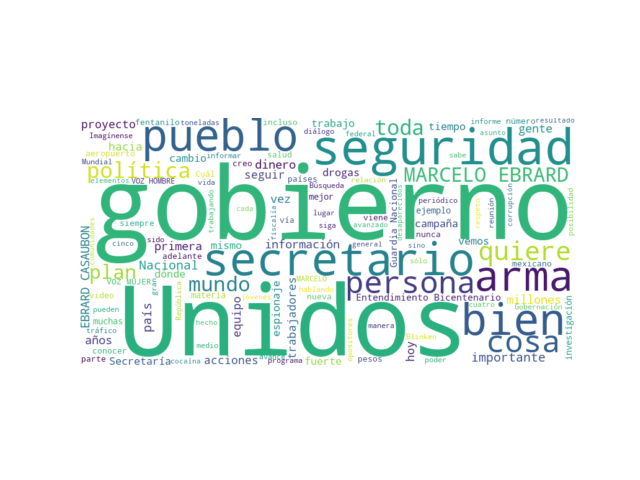 proyecto
fentanilo
toneladas
Imagínense
hacia
aeropuerto
Mundial
pueblo
cambio
informar
política
Cuál
elementos
VOZ HOMBRE
vida
incluso
diálogo
trabajo
federal
salud
creo
dinero
países
seguir
drogas
Búsqueda
relación
mejor
seguridad
toda
tiempo
campaña
nunca
informe
número
resultado
asunto
gente
sabe
MARCELO EBRARD
gobierno
trabajando
cada
fiscalía
vez
vía
lugar
siga
viene
avanzado
desaparecidos
periódico
ejemplo
reunión
respeto
corrupción
posibilidad
siempre
cinco
sido
adelante
primera
mismo
información
general
Guardia Nacional
sino
sólo
vemos
mexicano
quiere
EBRARD CASAUBON
plan
Nacional
donde
secretario
VOZ MUJER
gran
video
pueden
muchas
tráfico
años
conocer
parte
país
República
materia
hecho
medio
mundo
jóvenes
equipo
espionaje
MARCELO
hablando
trabajadores
nueva
persona
Entendimiento Bicentenario
arma
millones
Gobernación
investigación
Unidos
Secretaría
cocaína
acciones
programa
fuerte
opositores
manera
pesos
hoy
Blinken
poder
cuatro
bien
cosa
importante